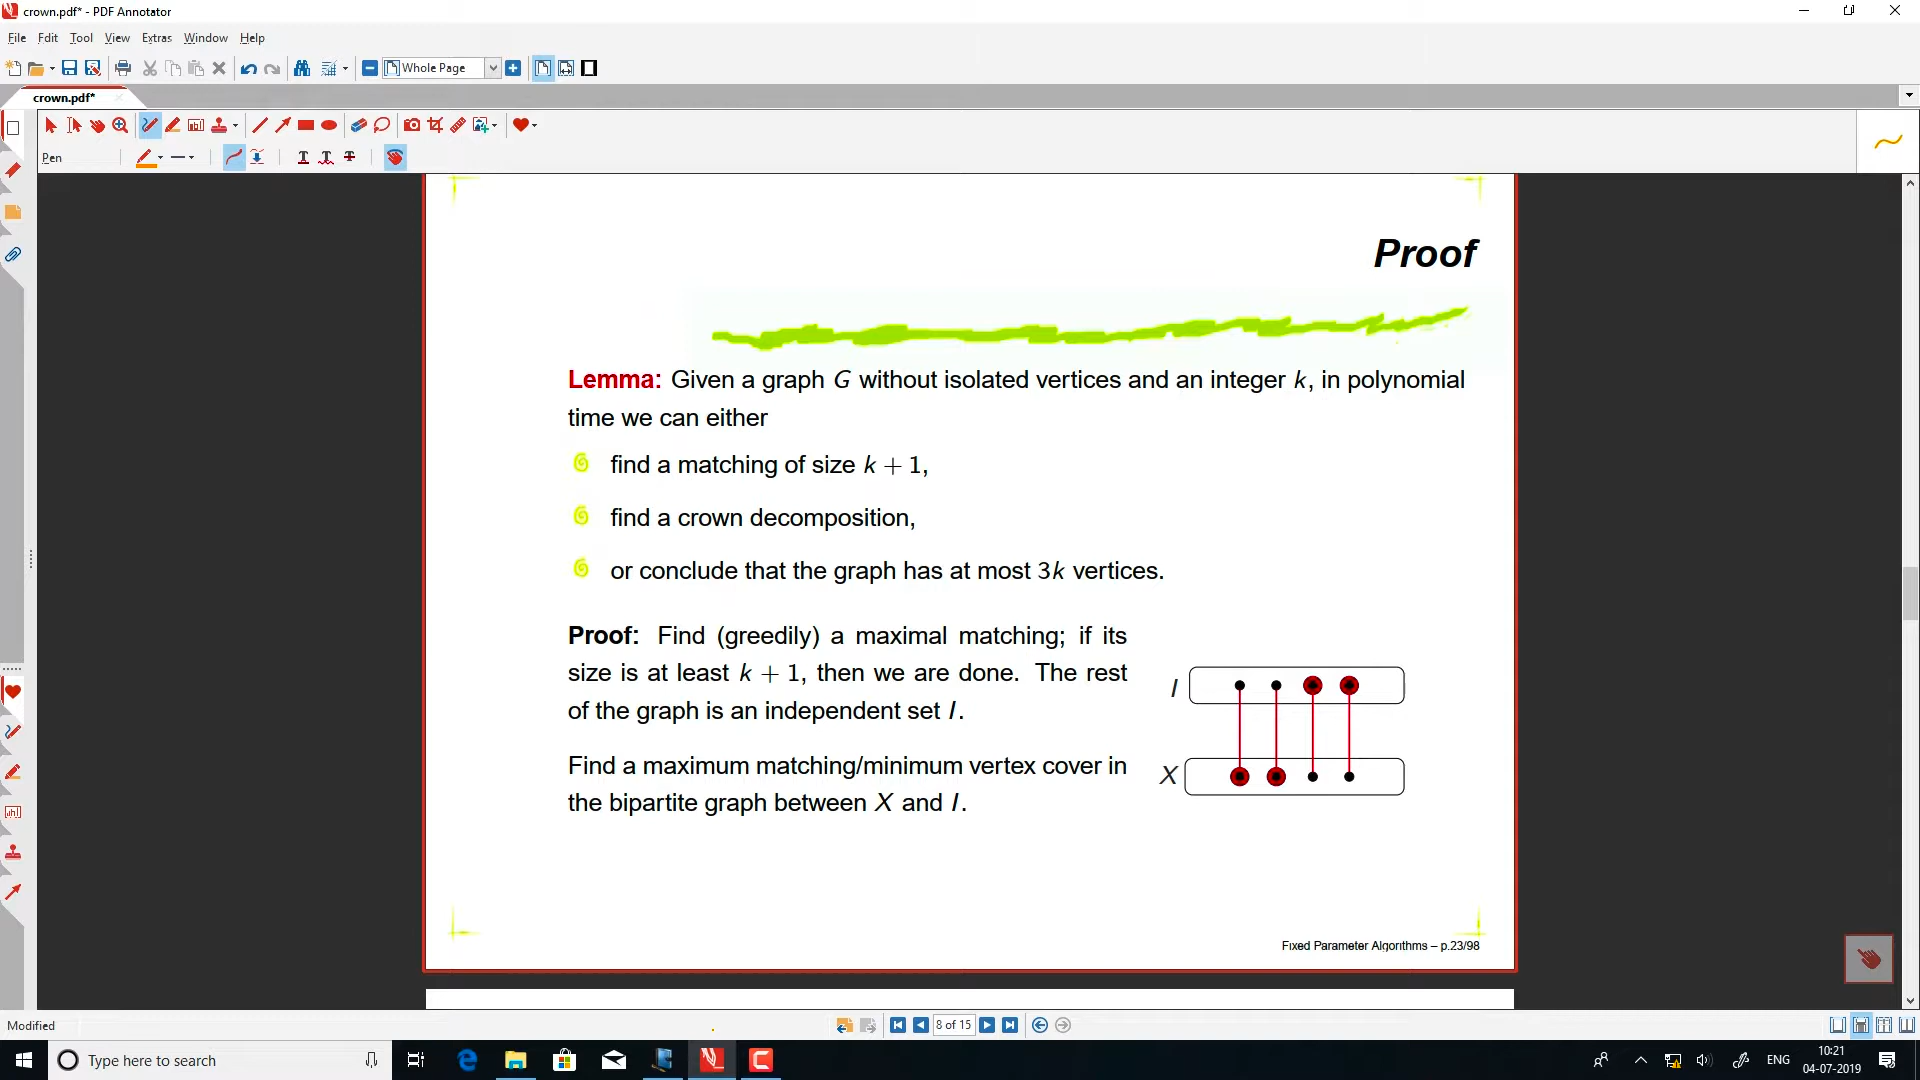 crown.pdf* - PDF Annotator
File Edit Tool View Extras Window Help
Whole Page
crown.pdf*
Pen
Proof
Lemma: Given a graph G without isolated vertices and an integer k, in polynomial
time we can either
find a matching of size k + 1,
find a crown decomposition,
or conclude that the graph has at most 3k vertices.
Proof: Find (greedily) a maximal matching; if its
size is at least k + 1, then we are done. The rest
of the graph is an independent set I.
Find a maximum matching/minimum vertex cover in
the bipartite graph between X and I.
I
X
Fixed Parameter Algorithms – p.23/98
Modified
8 of 15
Type here to search
ENG
10:21
04-07-2019